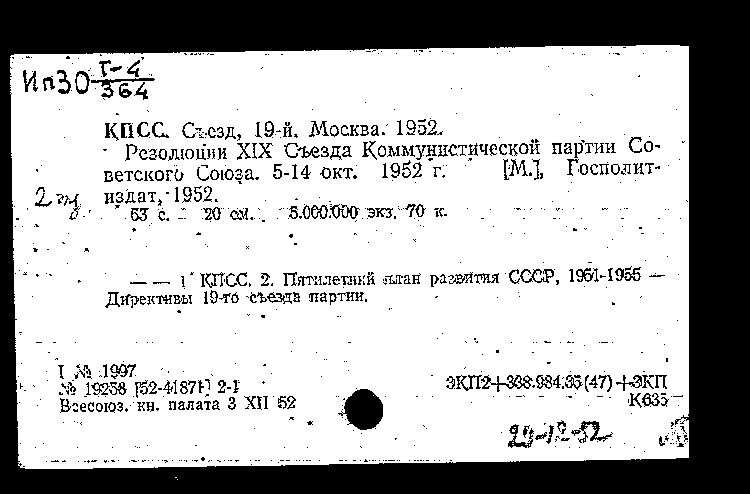 Ип30 Г-4
364
КПСС. Съезд, 19-й. Москва. 1952.
Резолюции XIX Съезда Коммунистической партии Со-
ветского Союза. 5-14 окт. 1952 г. [М.], Госполит-
издат, 1952.
63 с. 20 см. 5.000.000 экз. 70 к.
— — 1 КПСС. 2. Пятилетний план развития СССР, 1951-1955 —
Директивы 19-го съезда партии.
I № 1997
№ 19258 [52-41871] 2-1
Всесоюз. кн. палата 3 XII 52
3КП2+338.984.35(47)+3КП
К635
29-12-52